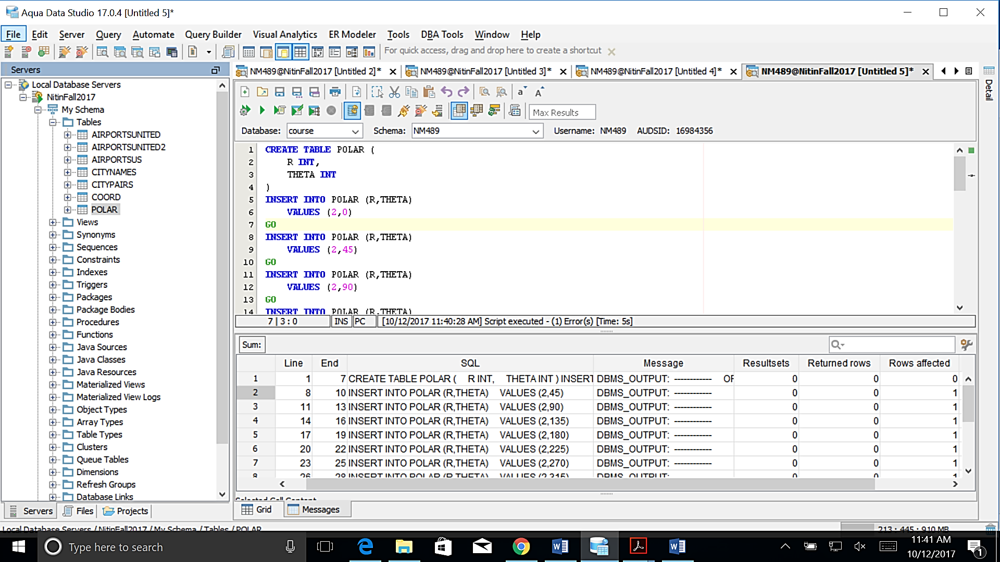 Aqua Data Studio 17.0.4 [Untitled 5]*
File Edit Server Query Automate Query Builder Visual Analytics ER Modeler Tools DBA Tools Window Help
For quick access, drag and drop here to create a shortcut
Servers
NM489@NitinFall2017 [Untitled 2]* NM489@NitinFall2017 [Untitled 3]* NM489@NitinFall2017 [Untitled 4]* NM489@NitinFall2017 [Untitled 5]*
Detail
Local Database Servers
NitinFall2017
My Schema
Tables
AIRPORTSUNITED
AIRPORTSUNITED2
AIRPORTSUS
CITYNAMES
CITYPAIRS
COORD
POLAR
Views
Synonyms
Sequences
Constraints
Indexes
Triggers
Packages
Package Bodies
Procedures
Functions
Java Sources
Java Classes
Java Resources
Materialized Views
Materialized View Logs
Object Types
Array Types
Table Types
Clusters
Queue Tables
Dimensions
Refresh Groups
Database Links
Servers Files Projects
Max Results
Database: course Schema: NM489 Username: NM489 AUDSID: 16984356
1 CREATE TABLE POLAR (
2 R INT,
3 THETA INT
4 )
5 INSERT INTO POLAR (R,THETA)
6 VALUES (2,0)
7 GO
8 INSERT INTO POLAR (R,THETA)
9 VALUES (2,45)
10 GO
11 INSERT INTO POLAR (R,THETA)
12 VALUES (2,90)
13 GO
14 INSERT INTO POLAR (R,THETA)
7 | 3 : 0 INS PC [10/12/2017 11:40:28 AM] Script executed - (1) Error(s) [Time: 5s]
Sum:
Line End SQL Message Resultsets Returned rows Rows affected
1 1 7 CREATE TABLE POLAR ( R INT, THETA INT ) INSERT DBMS_OUTPUT: ------------ OF 0 0 0
2 8 10 INSERT INTO POLAR (R,THETA) VALUES (2,45) DBMS_OUTPUT: ------------ 0 0 1
3 11 13 INSERT INTO POLAR (R,THETA) VALUES (2,90) DBMS_OUTPUT: ------------ 0 0 1
4 14 16 INSERT INTO POLAR (R,THETA) VALUES (2,135) DBMS_OUTPUT: ------------ 0 0 1
5 17 19 INSERT INTO POLAR (R,THETA) VALUES (2,180) DBMS_OUTPUT: ------------ 0 0 1
6 20 22 INSERT INTO POLAR (R,THETA) VALUES (2,225) DBMS_OUTPUT: ------------ 0 0 1
7 23 25 INSERT INTO POLAR (R,THETA) VALUES (2,270) DBMS_OUTPUT: ------------ 0 0 1
8 26 28 INSERT INTO POLAR (R,THETA) VALUES (2,315) DBMS_OUTPUT: ------------ 0 0 1
Selected Cell Content
Grid Messages
Local Database Servers / NitinFall2017 / My Schema / Tables / POLAR
213 : 445 : 910 MB
Type here to search
11:41 AM
10/12/2017
1